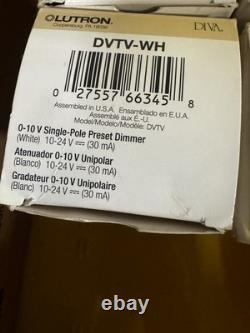 LUTRON®
Coopersburg, PA 18036
DIVA
DVTV-WH
0 27557 66345 8
Assembled in U.S.A. Ensamblado en E.U.A.
Assemblé aux É.-U.
Model/Modelo/Modèle: DVTV
0-10 V Single-Pole Preset Dimmer
(White) 10-24 V (30 mA)
Atenuador 0-10 V Unipolar
(Blanco) 10-24 V (30 mA)
Gradateur 0-10 V Unipolaire
(Blanc) 10-24 V (30 mA)
ebay